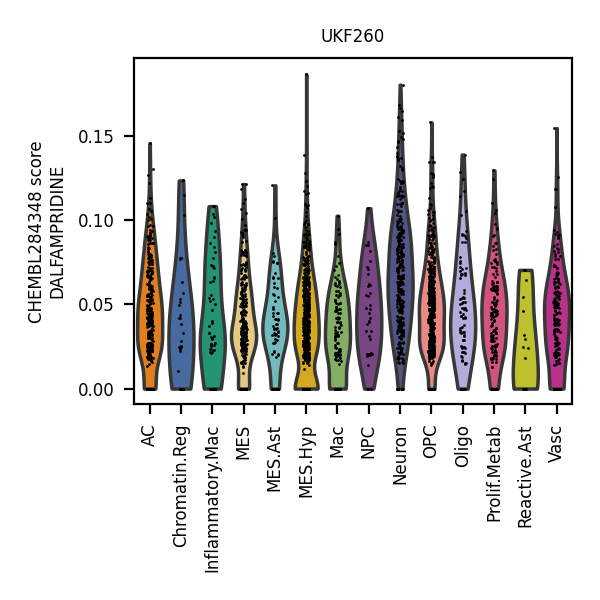 UKF260
CHEMBL284348 score
DALFAMPRIDINE
0.15
0.10
0.05
0.00
AC
Chromatin.Reg
Inflammatory.Mac
MES
MES.Ast
MES.Hyp
Mac
NPC
Neuron
OPC
Oligo
Prolif.Metab
Reactive.Ast
Vasc